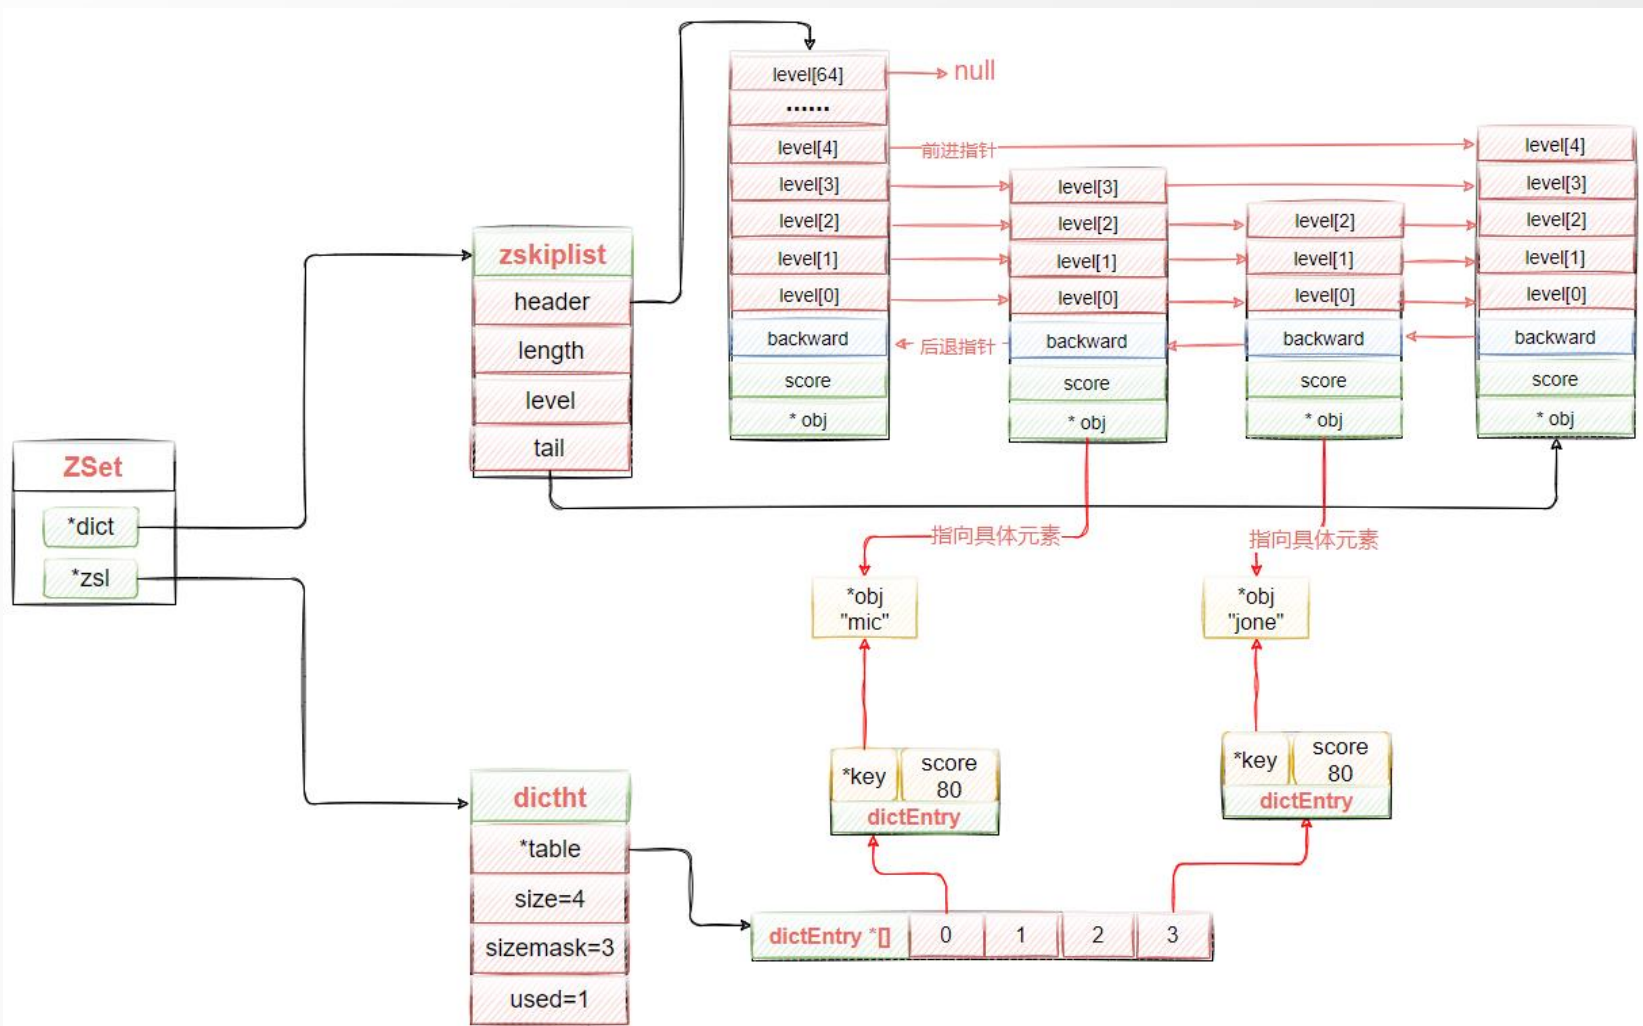 level[64]
null
......
level[4]
前进指针
level[4]
level[3]
level[3]
level[3]
level[2]
level[2]
level[2]
level[2]
level[1]
level[1]
level[1]
level[1]
level[0]
level[0]
level[0]
level[0]
backward
后退指针
backward
backward
backward
score
score
score
score
* obj
* obj
* obj
* obj
zskiplist
header
length
level
tail
ZSet
*dict
*zsl
指向具体元素
指向具体元素
*obj
"mic"
*obj
"jone"
*key
score
80
dictEntry
*key
score
80
dictEntry
dictht
*table
size=4
sizemask=3
used=1
dictEntry *[]
0
1
2
3